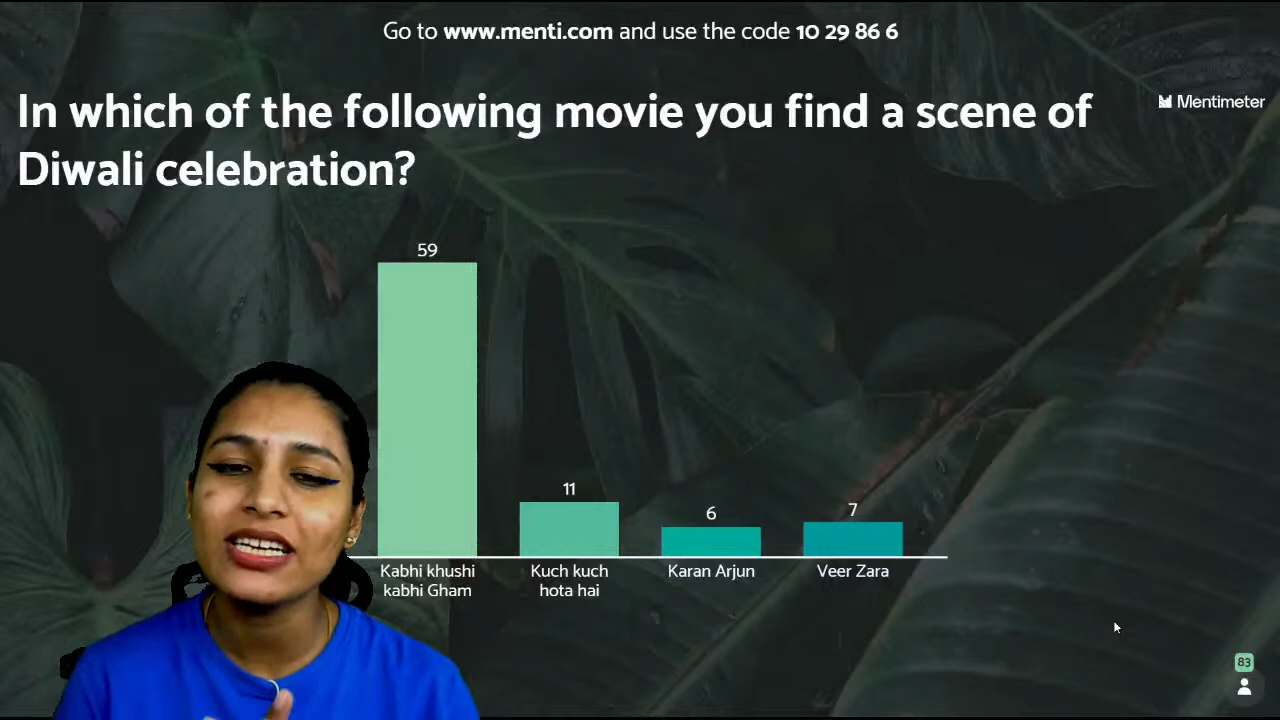 Go to www.menti.com and use the code 10 29 86 6
In which of the following movie you find a scene of
Diwali celebration?
Mentimeter
59
11
6
7
Kabhi khushi
kabhi Gham
Kuch kuch
hota hai
Karan Arjun
Veer Zara
83